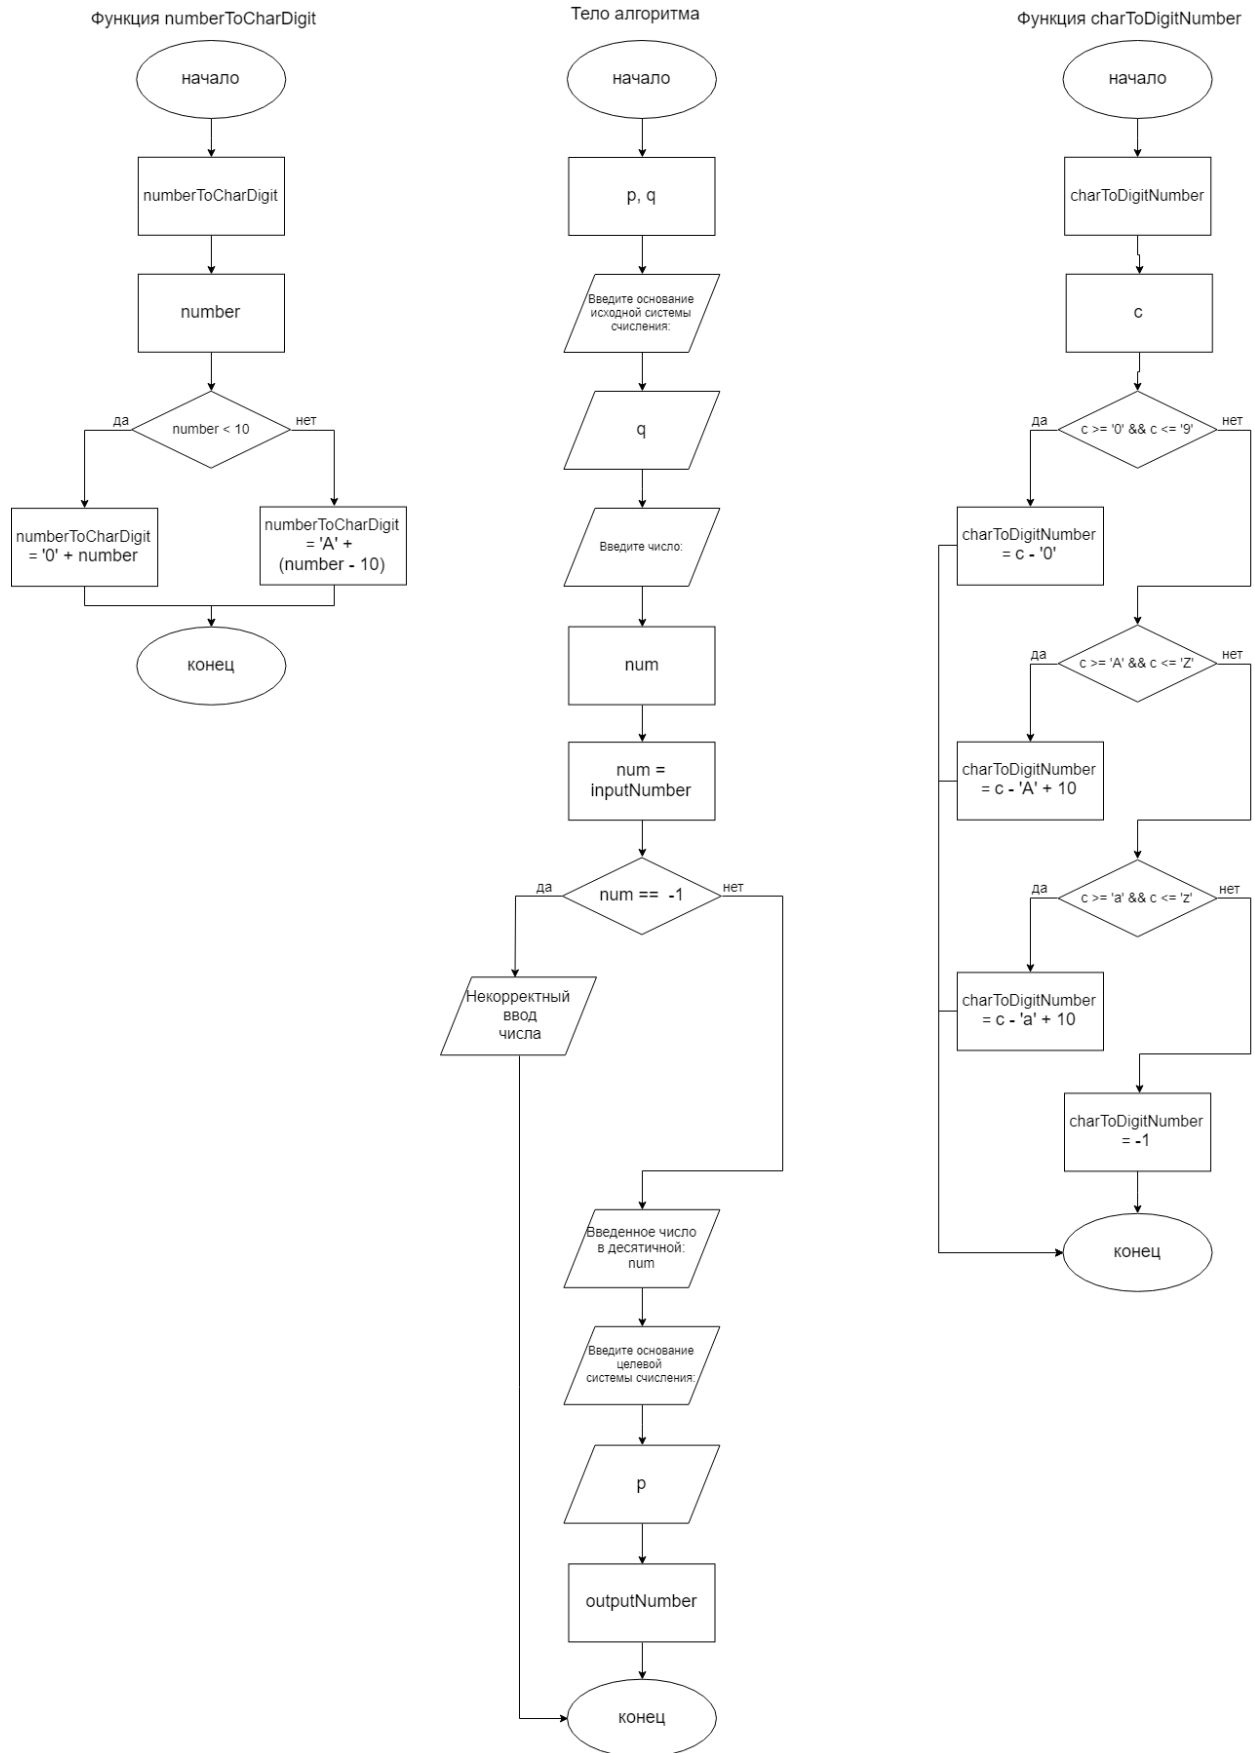 Функция numberToCharDigit
начало
numberToCharDigit
number
number < 10
да
нет
numberToCharDigit
= '0' + number
numberToCharDigit
= 'A' +
(number - 10)
конец
Тело алгоритма
начало
p, q
Введите основание
исходной системы
счисления:
q
Введите число:
num
num =
inputNumber
num == -1
да
нет
Некорректный
ввод
числа
Введенное число
в десятичной:
num
Введите основание
целевой
системы счисления:
p
outputNumber
конец
Функция charToDigitNumber
начало
charToDigitNumber
c
c >= '0' && c <= '9'
да
нет
charToDigitNumber
= c - '0'
c >= 'A' && c <= 'Z'
да
нет
charToDigitNumber
= c - 'A' + 10
c >= 'a' && c <= 'z'
да
нет
charToDigitNumber
= c - 'a' + 10
charToDigitNumber
= -1
конец